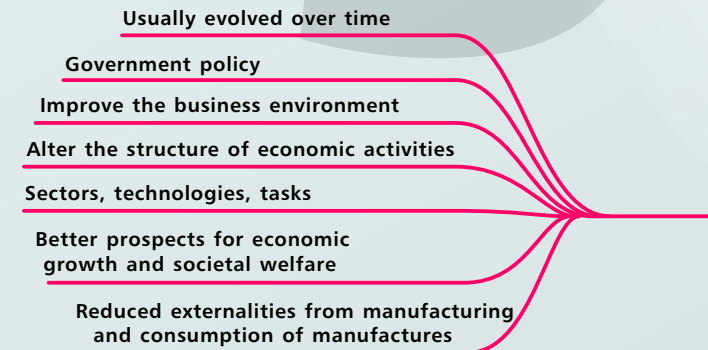 Usually evolved over time
Government policy
Improve the business environment
Alter the structure of economic activities
Sectors, technologies, tasks
Better prospects for economic
growth and societal welfare
Reduced externalities from manufacturing
and consumption of manufactures